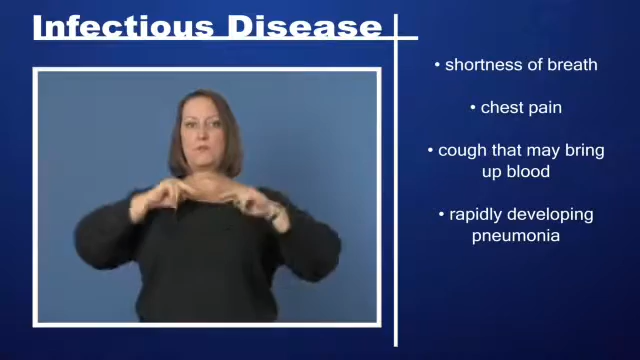 Infectious Disease
• shortness of breath
• chest pain
• cough that may bring
up blood
• rapidly developing
pneumonia